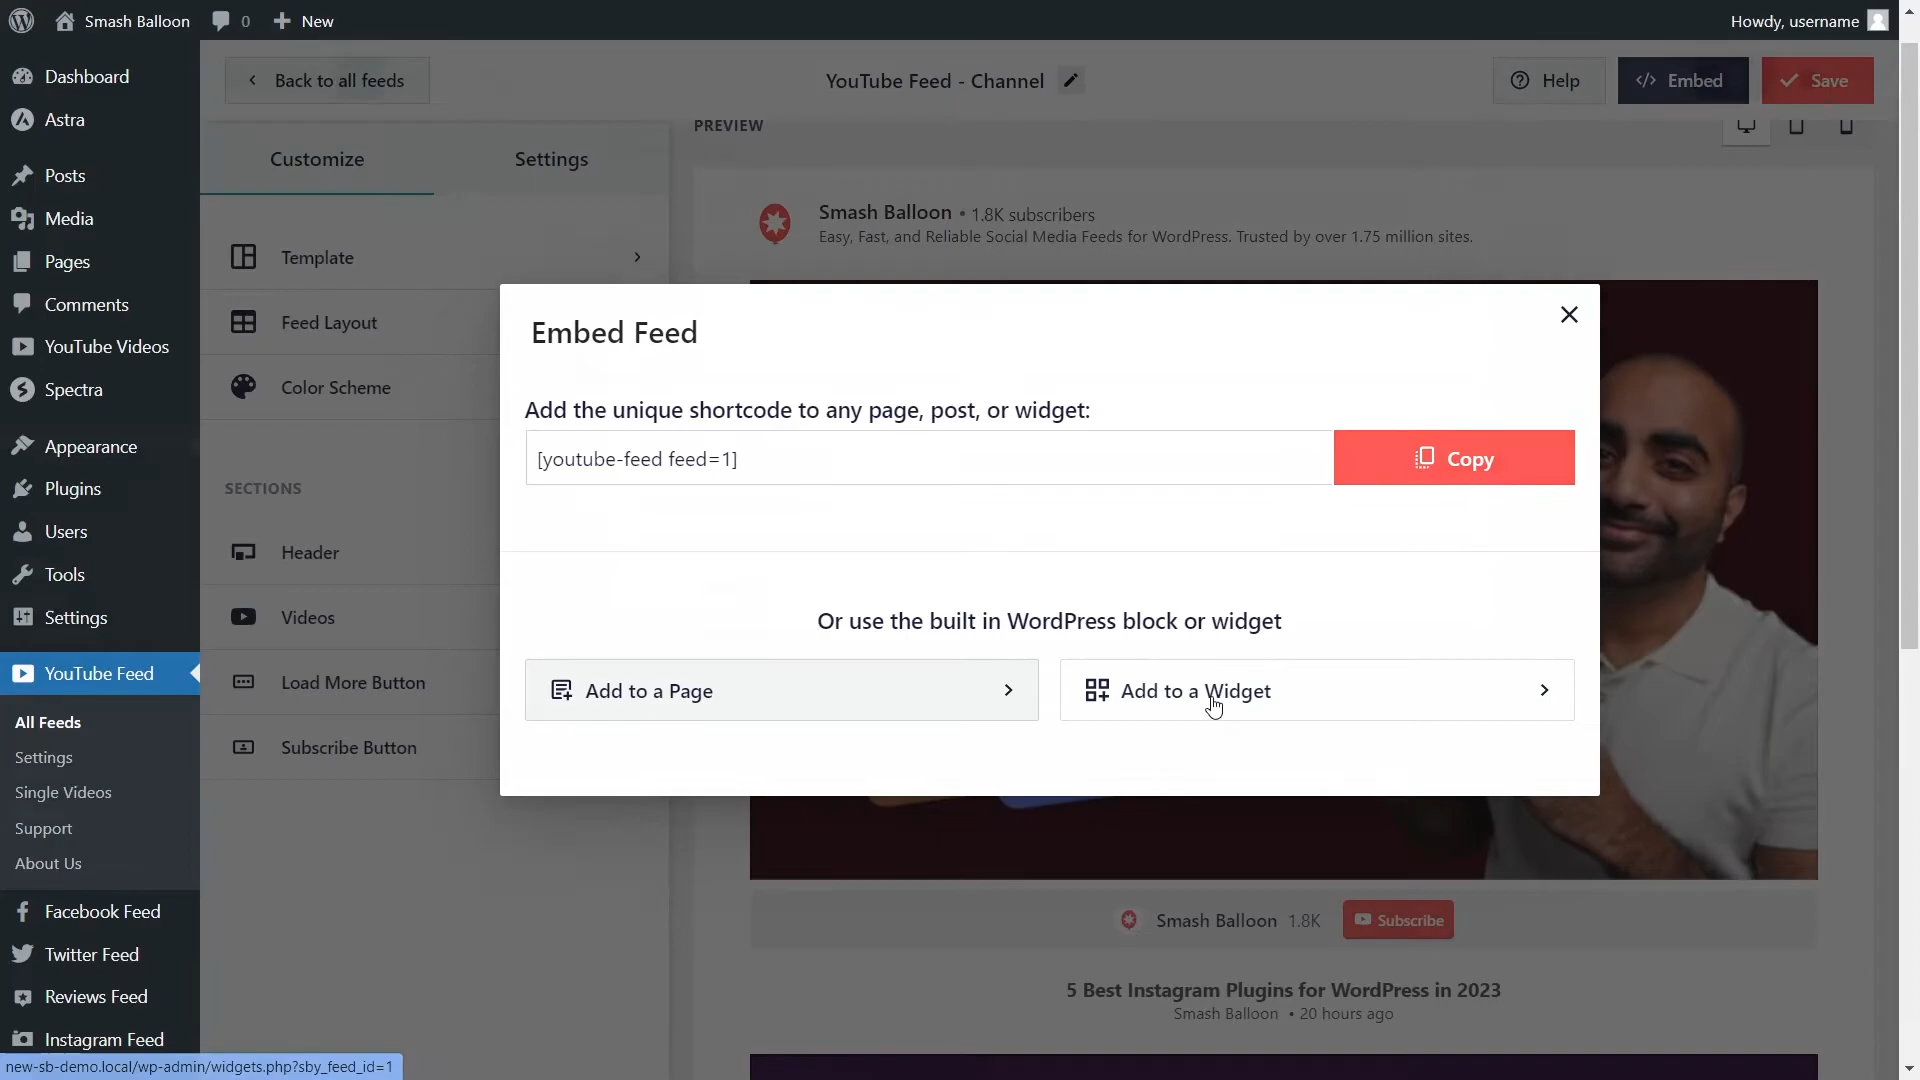 Smash Balloon
0
New
Howdy, username
Dashboard
Astra
Posts
Media
Pages
Comments
YouTube Videos
Spectra
Appearance
Plugins
Users
Tools
Settings
YouTube Feed
All Feeds
Settings
Single Videos
Support
About Us
Facebook Feed
Twitter Feed
Reviews Feed
Instagram Feed
new-sb-demo.local/wp-admin/widgets.php?sby_feed_id=1
Back to all feeds
YouTube Feed - Channel
Help
</> Embed
Save
Customize
Settings
Template
Feed Layout
Color Scheme
SECTIONS
Header
Videos
Load More Button
Subscribe Button
PREVIEW
Smash Balloon • 1.8K subscribers
Easy, Fast, and Reliable Social Media Feeds for WordPress. Trusted by over 1.75 million sites.
Embed Feed
Add the unique shortcode to any page, post, or widget:
[youtube-feed feed=1]
Copy
Or use the built in WordPress block or widget
Add to a Page
Add to a Widget
Smash Balloon 1.8K
Subscribe
5 Best Instagram Plugins for WordPress in 2023
Smash Balloon • 20 hours ago